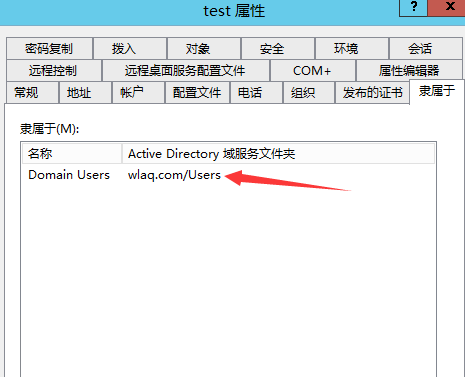 test 属性
?
x
密码复制 拨入 对象 安全 环境 会话
远程控制 远程桌面服务配置文件 COM+ 属性编辑器
常规 地址 帐户 配置文件 电话 组织 发布的证书 隶属于
隶属于(M):
名称 Active Directory 域服务文件夹
Domain Users wlaq.com/Users